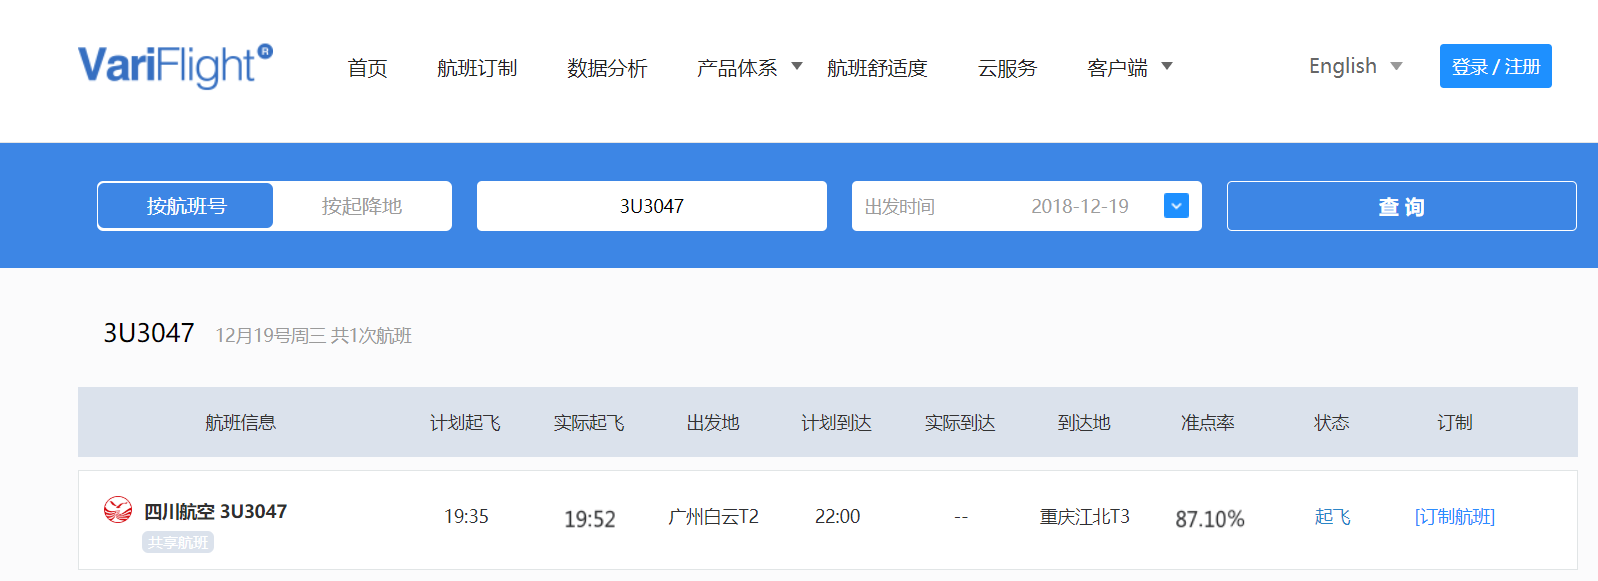 VariFlight® 首页 航班订制 数据分析 产品体系 航班舒适度 云服务 客户端 English 登录 / 注册
按航班号 按起降地 3U3047 出发时间 2018-12-19 查 询
3U3047 12月19号周三 共1次航班
航班信息 计划起飞 实际起飞 出发地 计划到达 实际到达 到达地 准点率 状态 订制
四川航空 3U3047 19:35 19:52 广州白云T2 22:00 -- 重庆江北T3 87.10% 起飞 [订制航班]
共享航班